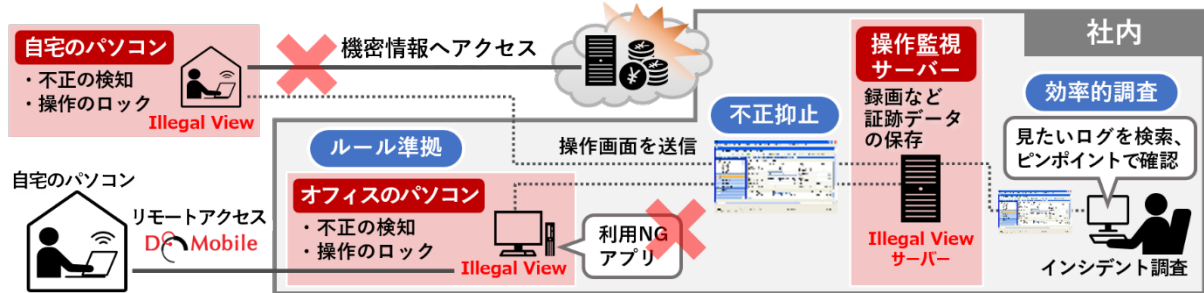 自宅のパソコン
・不正の検知
・操作のロック
Illegal View
機密情報へアクセス
¥
社内
操作監視
サーバー
録画など
証跡データ
の保存
Illegal View
サーバー
不正抑止
操作画面を送信
効率的調査
見たいログを検索、
ピンポイントで確認
インシデント調査
ルール準拠
オフィスのパソコン
・不正の検知
・操作のロック
Illegal View
利用NG
アプリ
自宅のパソコン
リモートアクセス
DoMobile